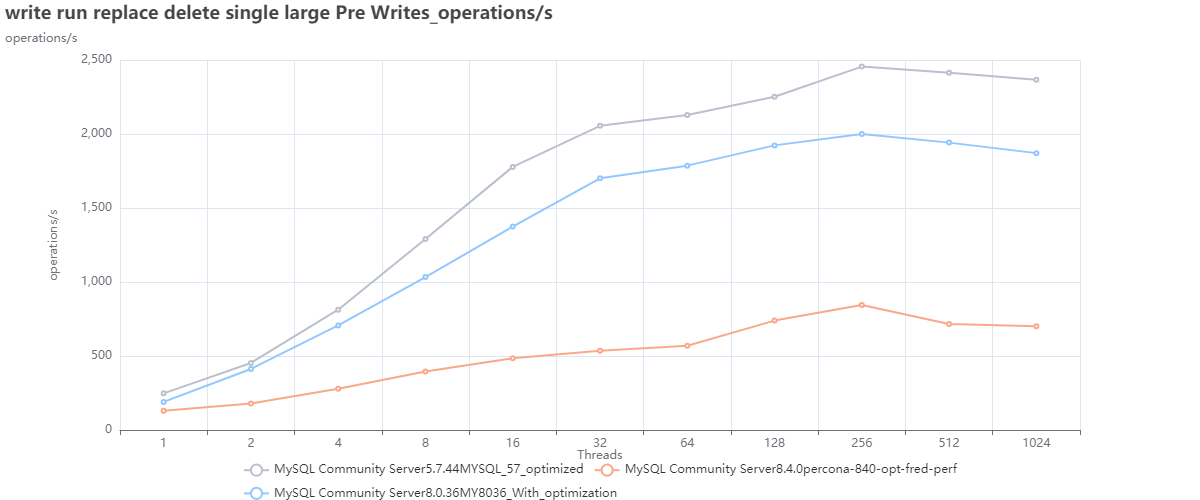 write run replace delete single large Pre Writes_operations/s
operations/s
2,500
2,000
1,500
1,000
500
0
operations/s
1 2 4 8 16 32 64 128 256 512 1024
Threads
MySQL Community Server5.7.44MYSQL_57_optimized MySQL Community Server8.4.0percona-840-opt-fred-perf
MySQL Community Server8.0.36MY8036_With_optimization